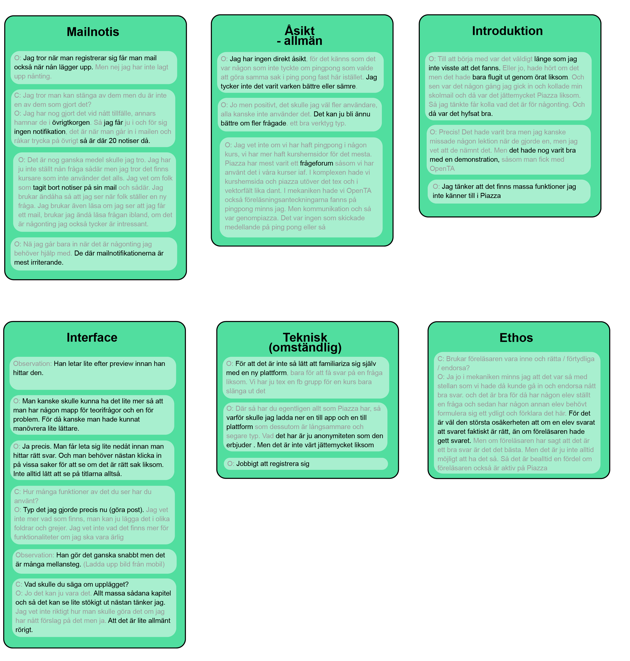 Mailnotis
O: Jag tror när man registrerar sig får man mail
också när nån lägger upp. Men nej jag har inte lagt
upp nånting.
C: Jag tror man kan stänga av dem men du är inte
en av dem som gjort det?
O: Jag har nog gjort det vid nått tillfälle, annars
hamnar de i övrigtkorgen. Så jag får ju i och för sig
ingen notifikation, det är när man går in i mailen och
råkar trycka på övrigt så är där 20 notiser då.
O: Det är nog ganska medel skulle jag tro. Jag har
ju inte ställt nån fråga sådär men jag tror det finns
kursare som inte använder det alls. Jag vet om folk
som tagit bort notiser på sin mail och sådär. Jag
brukar ändåha så att jag ser när folk ställer en ny
fråga. Jag brukar även läsa om jag ser att jag får
ett mail, brukar jag ändå läsa frågan ibland, om det
är någonting jag också tycker är intressant.
O: Nä jag går bara in när det är någonting jag
behöver hjälp med. De där mailnotifikationerna är
mest irriterande.
Åsikt
- allmän
O: Jag har ingen direkt åsikt, för det känns som det
var någon som inte tyckte om pingpong som valde
att göra samma sak i ping pong fast här istället. Jag
tycker inte det varit varken bättre eller sämre.
O: Jo men positivt, det skulle jag väl fler användare,
alla kanske inte använder det. Det kan ju bli ännu
bättre om fler frågade. ett bra verktyg typ.
O: Jag vet inte om vi har haft pingpong i någon
kurs, vi har mer haft kurshemsidor för det mesta.
Piazza har mest varit ett frågeforum såsom vi har
använt det i våra kurser iaf. I komplexen hade vi
kurshemsida och piazza utöver det tex och i
vektorfält lika dant. I mekaniken hade vi OpenTA
också föreläsningsanteckningarna fanns på
pingpong minns jag. Men kommunikation och så
var genompiazza. Det var ingen som skickade
medellande på ping pong eller så
Introduktion
O: Till att börja med var det väldigt länge som jag
inte visste att det fanns. Eller jo, hade hört om det
men det hade bara flugit ut genom örat liksom. Och
sen var det någon gång jag gick in och kollade min
skolmail och då var det jättemycket Piazza liksom.
Så jag tänkte får kolla vad det är för någonting. Och
då var det hyfsat bra.
O: Precis! Det hade varit bra men jag kanske
missade någon lektion när de gjorde en, men jag
vet att de nämnt det. Men det hade nog varit bra
med en demonstration, såsom man fick med
OpenTA
O: Jag tänker att det finns massa funktioner jag
inte känner till i Piazza
Interface
Observation: Han letar lite efter preview innan han
hittar den.
O: Man kanske skulle kunna ha det lite mer så att
man har någon mapp för teorifrågor och en för
problem. För då kanske man hade kunnat
manövrera lite lättare.
O: Ja precis. Man får leta sig lite nedåt innan man
hittar rätt svar. Och man behöver nästan klicka in
på vissa saker för att se om det är rätt sak liksom.
Inte alltid lätt att se på titlarna alltså.
C: Hur många funktioner av det du ser har du
använt?
O: Typ det jag gjorde precis nu (göra post). Jag vet
inte mer vad som finns, man kan ju lägga det i olika
foldrar och grejer. Jag vet inte vad det finns mer för
funktionaliteter om jag ska vara ärlig
Observation: Han gör det ganska snabbt men det
är många mellansteg. (Ladda upp bild från mobil)
C: Vad skulle du säga om upplägget?
O: Jo det kan ju vara det. Allt massa sådana kapitel
och så det kan se lite stökigt ut nästan tänker jag.
Jag vet inte riktigt hur man skulle göra det om jag
har nått förslag på det men ja. Att det är lite allmänt
rörigt.
Teknisk
(omständlig)
O: För att det är inte så lätt att familiariza sig själv
med en ny plattform. bara för att få svar på en fråga
liksom. Vi har ju tex en fb grupp för en kurs bara
slänga ut det
O: Där så har du egentligen allt som Piazza har, så
varför skulle jag ladda ner en till app och en till
plattform som dessutom är långsammare och
segare typ. Vad det har är ju anonymiteten som den
erbjuder . Men det är inte värt jättemycket liksom
O: Jobbigt att registrera sig
Ethos
C: Brukar föreläsaren vara inne och rätta / förtydliga
/ endorsa?
O: Ja jo i mekaniken minns jag att det var så med
stellan som vi hade då kunde gå in och endorsa nått
bra svar, och det är bra för då har någon elev ställt
en fråga och sedan har någon annan elev behövt
formulera sig ett ytligt och förklara det här. För det
är väl den största osäkerheten att om en elev svarat
att svaret faktiskt är rätt, än om föreläsaren hade
gett svaret. Men om föreläsaren har sagt att det är
ett bra svar är det det bästa. Men det är ju inte alltid
möjligt att ha det så. Så det är bealltid en fördel om
föreläsaren också är aktiv på Piazza